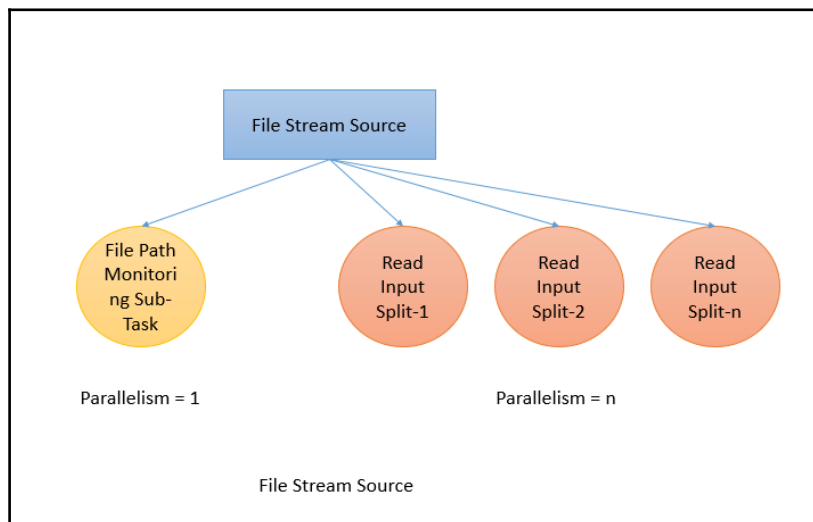 File Stream Source
File Path
Monitori
ng Sub-
Task
Read
Input
Split-1
Read
Input
Split-2
Read
Input
Split-n
Parallelism = 1
Parallelism = n
File Stream Source